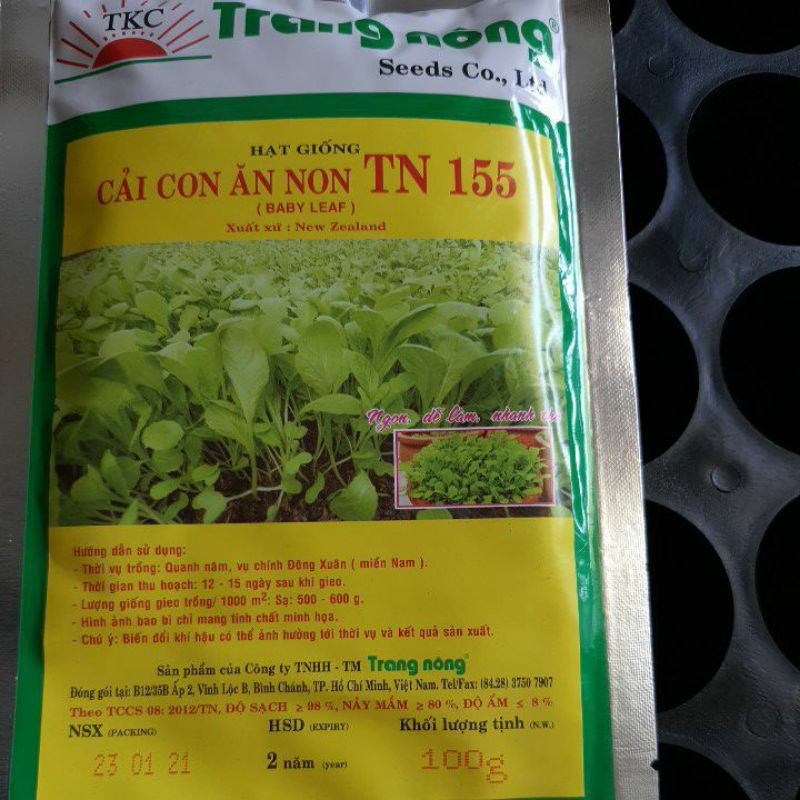 TKC
Trang nông®
Seeds Co., Ltd
HẠT GIỐNG
CẢI CON ĂN NON TN 155
( BABY LEAF )
Xuất xứ : New Zealand
Ngon, dễ làm, nhanh
Hướng dẫn sử dụng:
- Thời vụ trồng: Quanh năm, vụ chính Đông Xuân ( miền Nam ).
- Thời gian thu hoạch: 12 - 15 ngày sau khi gieo.
- Lượng giống gieo trồng/ 1000 m²: Sạ: 500 - 600 g.
- Hình ảnh bao bì chỉ mang tính chất minh họa.
- Chú ý: Biến đổi khí hậu có thể ảnh hưởng tới thời vụ và kết quả sản xuất.
Sản phẩm của Công ty TNHH - TM Trang nông®
Đóng gói tại: B12/35B Ấp 2, Vĩnh Lộc B, Bình Chánh, TP. Hồ Chí Minh, Việt Nam. Tel/Fax: (84.28) 3750 7907
Theo TCCS 08: 2012/TN, ĐỘ SẠCH ≥ 98 %, NẢY MẦM ≥ 80 %, ĐỘ ẨM ≤ 8 %
NSX (PACKING) HSD (EXPIRY) Khối lượng tịnh (N.W.)
23 01 21 2 năm (year) 100g